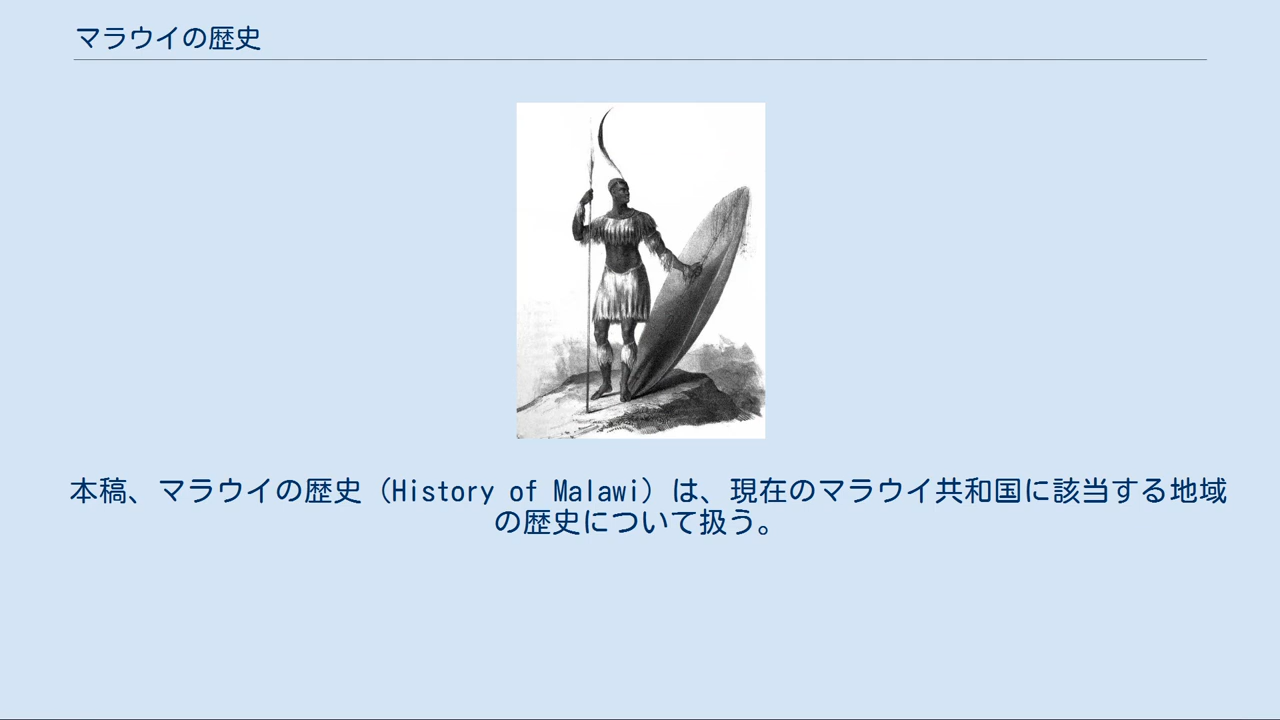 マラウイの歴史
本稿、マラウイの歴史（History of Malawi）は、現在のマラウイ共和国に該当する地域
の歴史について扱う。